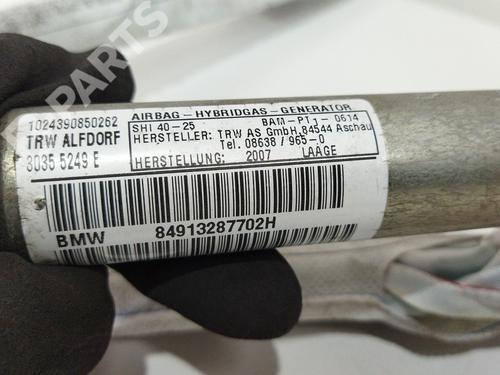 B PARTS
1024390850262
TRW ALFDORF
8035 5249 E
AIRBAG-HYBRIDGAS-GENERATOR
SHI 40-25 BAM-PT1- 0614
HERSTELLER: TRW AS GmbH, 84544 Aschau
Tel. 08638 / 965-0
HERSTELLUNG: 2007 LAAGE
BMW 84913287702H